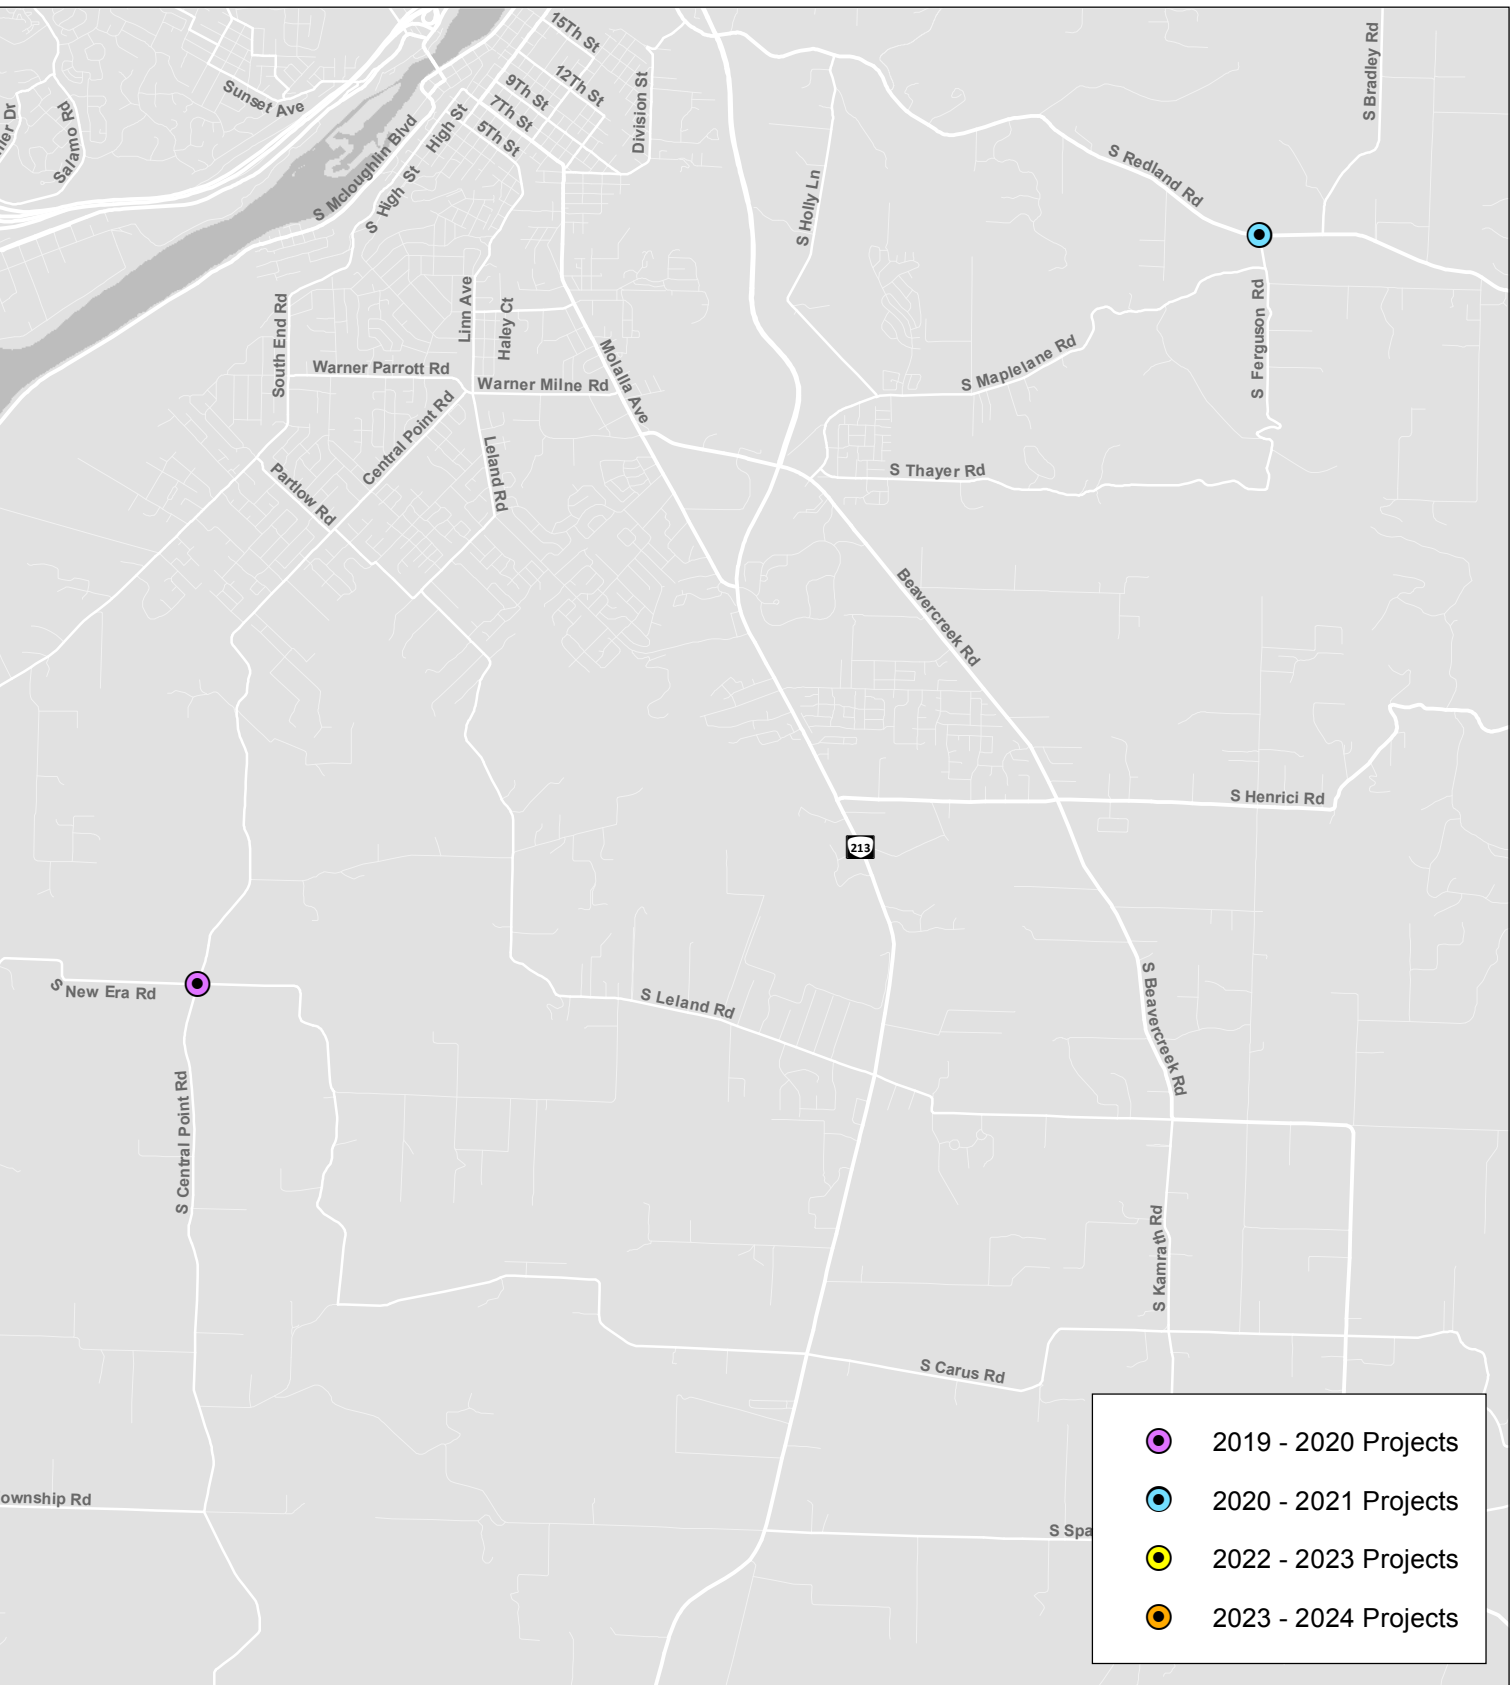 15Th St
S Bradley Rd
12Th St
Sunset Ave
9Th St
Division St
Salamo Rd
7Th St
High St
5Th St
S Mcloughlin Blvd
S Redland Rd
S High St
S Holly Ln
Linn Ave
South End Rd
Haley Ct
S Ferguson Rd
Molalla Ave
Warner Parrott Rd
Warner Milne Rd
S Maplelane Rd
Central Point Rd
Leland Rd
Partlow Rd
S Thayer Rd
Beavercreek Rd
S Henrici Rd
213
S New Era Rd
S Leland Rd
S Beavercreek Rd
S Central Point Rd
S Kamrath Rd
S Carus Rd
ownship Rd
S Spa
2019 - 2020 Projects
2020 - 2021 Projects
2022 - 2023 Projects
2023 - 2024 Projects